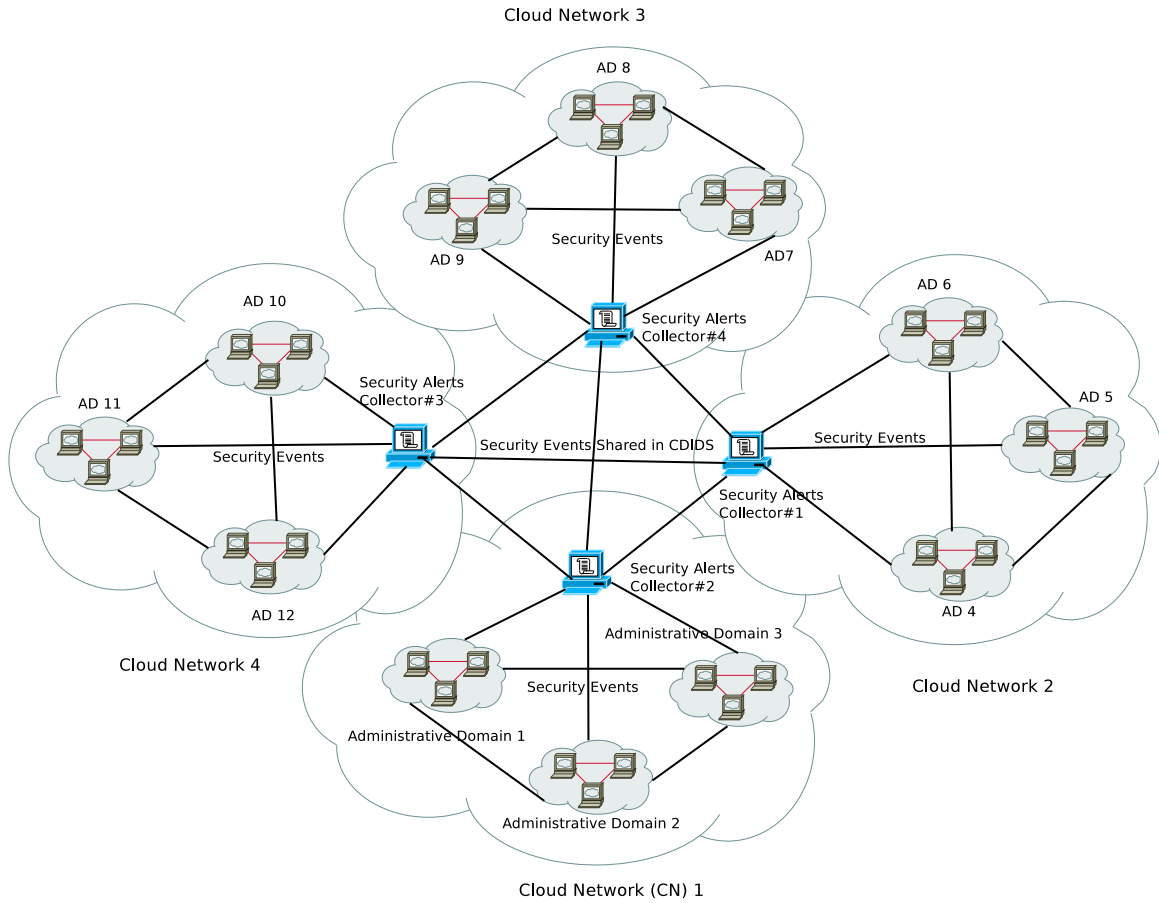 Cloud Network 3
AD 8
AD 9
Security Events
AD7
Security Alerts
Collector#4
AD 10
AD 11
Security Alerts
Collector#3
Security Events
AD 12
Cloud Network 4
Security Events Shared in CDIDS
AD 6
AD 5
Security Events
Security Alerts
Collector#1
AD 4
Cloud Network 2
Security Alerts
Collector#2
Administrative Domain 3
Security Events
Administrative Domain 1
Administrative Domain 2
Cloud Network (CN) 1